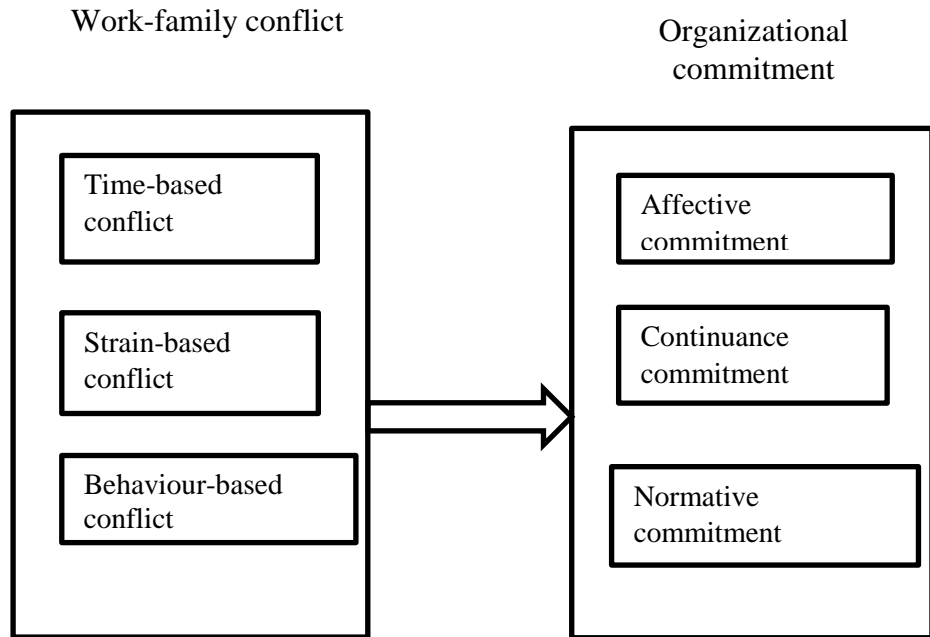 Work-family conflict
Organizational
commitment
Time-based
conflict
Strain-based
conflict
Behaviour-based
conflict
Affective
commitment
Continuance
commitment
Normative
commitment